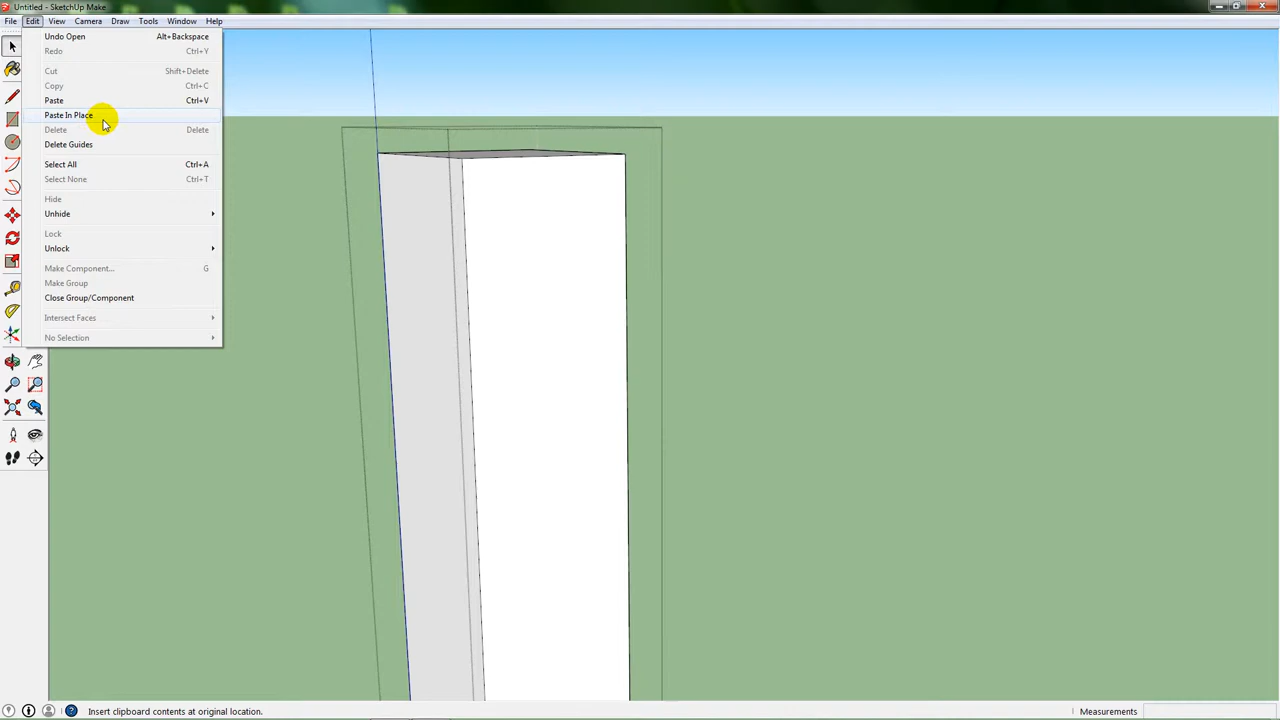 Untitled - SketchUp Make
File Edit View Camera Draw Tools Window Help
Undo Open Alt+Backspace
Redo Ctrl+Y
Cut Shift+Delete
Copy Ctrl+C
Paste Ctrl+V
Paste In Place
Delete Delete
Delete Guides
Select All Ctrl+A
Select None Ctrl+T
Hide
Unhide
Lock
Unlock
Make Component... G
Make Group
Close Group/Component
Intersect Faces
No Selection
Insert clipboard contents at original location. Measurements